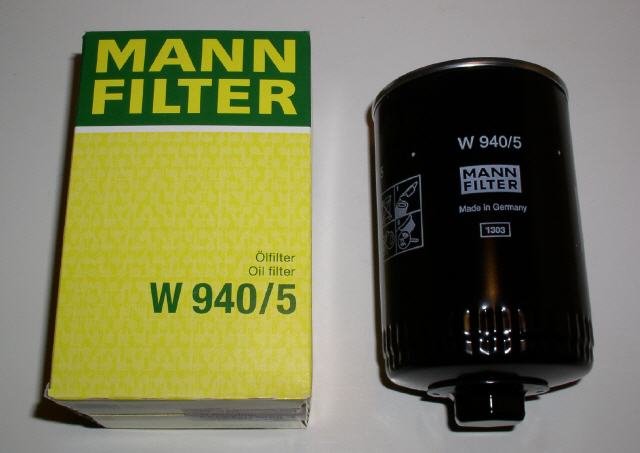 MANN
FILTER
Ölfilter
Oil filter
W 940/5
W 940/5
MANN
FILTER
Made in Germany
1303